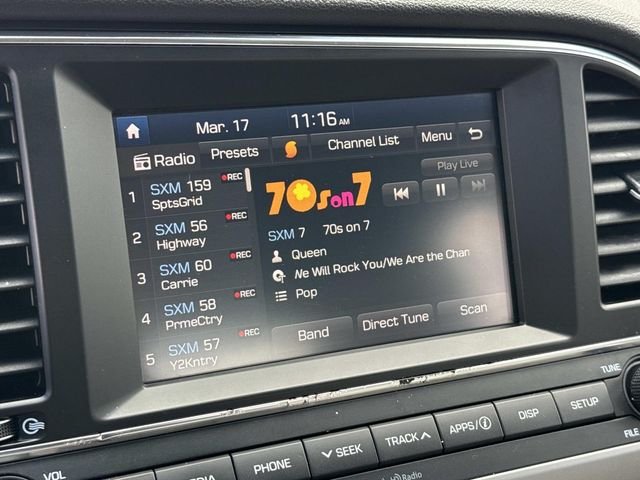 Mar. 17 11:16 AM
Radio Presets Channel List Menu
1 SXM 159 REC
SptsGrid
2 SXM 56 REC
Highway
3 SXM 60 REC
Carrie
4 SXM 58 REC
PrmeCtry
5 SXM 57 REC
Y2Kntry
70s on 7
Play Live
SXM 7 70s on 7
Queen
We Will Rock You/We Are the Char
Pop
Band Direct Tune Scan
VOL
MEDIA PHONE SEEK TRACK APPS/i DISP SETUP
TUNE
FILE
Radio